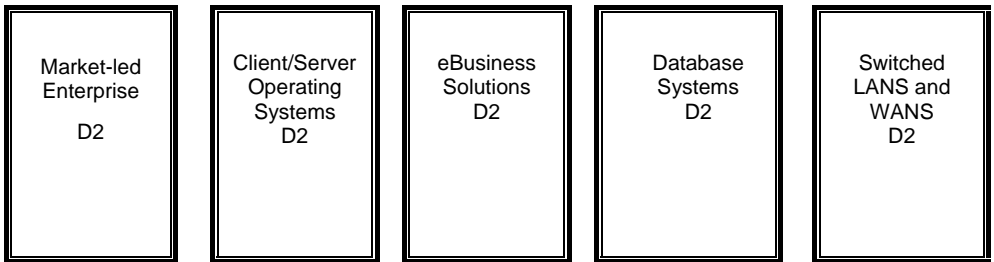 Market-led
Enterprise
D2
Client/Server
Operating
Systems
D2
eBusiness
Solutions
D2
Database
Systems
D2
Switched
LANS and
WANS
D2